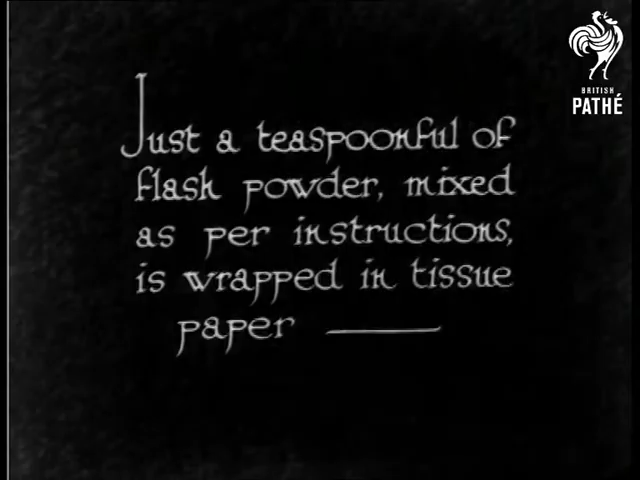 BRITISH
PATHÉ
Just a teaspoonful of
flash powder, mixed
as per instructions,
is wrapped in tissue
paper ———